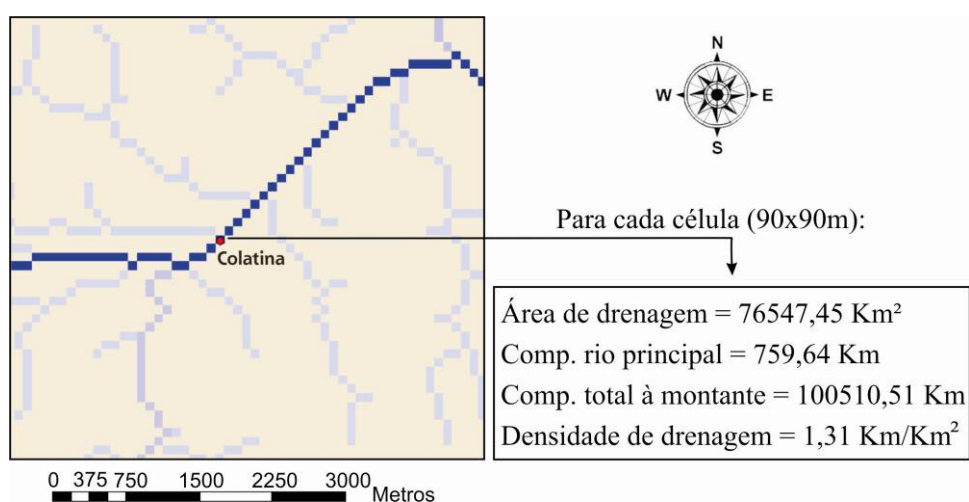 N
W E
S
Para cada célula (90x90m):
Colatina
Área de drenagem = 76547,45 Km²
Comp. rio principal = 759,64 Km
Comp. total à montante = 100510,51 Km
Densidade de drenagem = 1,31 Km/Km²
0 375 750 1500 2250 3000
Metros